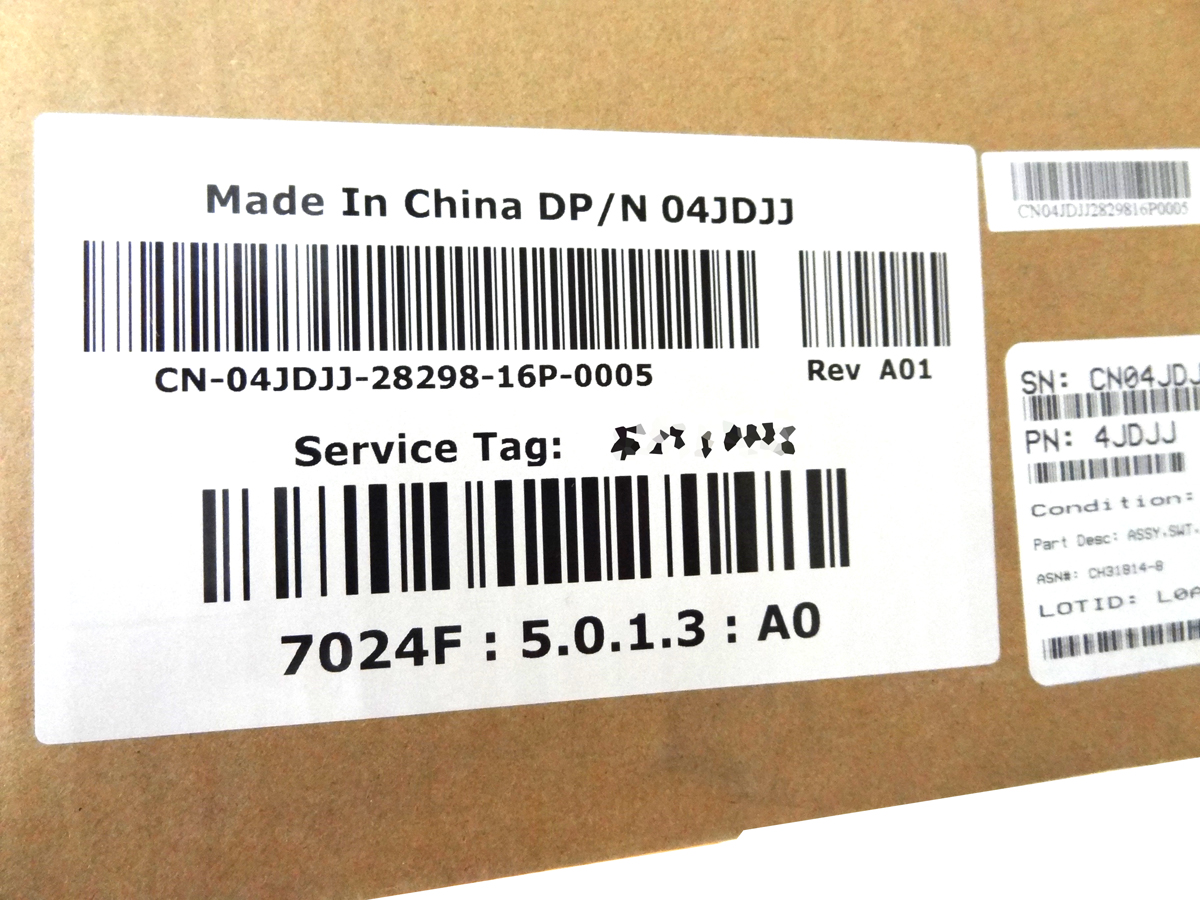 Made In China DP/N 04JDJJ
CN-04JDJJ-28298-16P-0005
Rev A01
Service Tag:
7024F : 5.0.1.3 : A0
CN04JDJJ2829816P0005
SN: CN04JDJ
PN: 4JDJJ
Condition:
Part Desc: ASSY,SWT,
ASN#: CH31814-8
LOTID: L0A